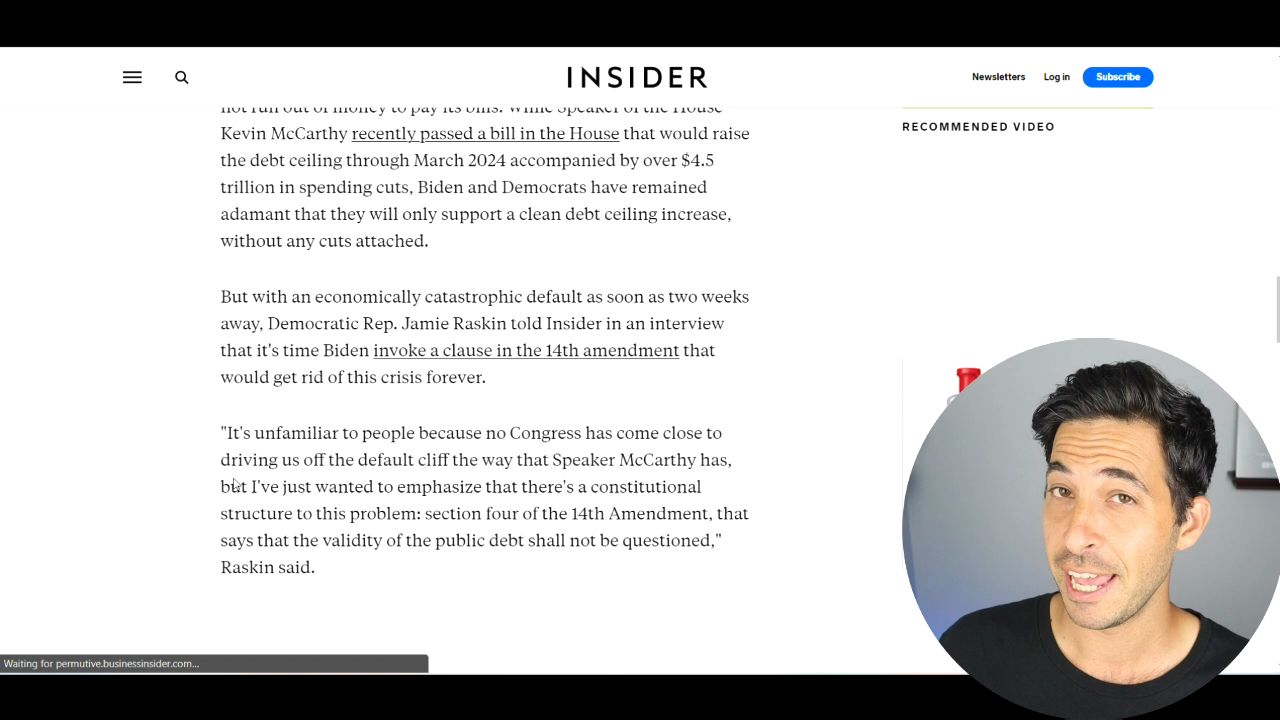 INSIDER
Newsletters
Log in
Subscribe
not run out of money to pay its bills. While Speaker of the House
Kevin McCarthy recently passed a bill in the House that would raise
the debt ceiling through March 2024 accompanied by over $4.5
trillion in spending cuts, Biden and Democrats have remained
adamant that they will only support a clean debt ceiling increase,
without any cuts attached.
But with an economically catastrophic default as soon as two weeks
away, Democratic Rep. Jamie Raskin told Insider in an interview
that it's time Biden invoke a clause in the 14th amendment that
would get rid of this crisis forever.
"It's unfamiliar to people because no Congress has come close to
driving us off the default cliff the way that Speaker McCarthy has,
but I've just wanted to emphasize that there's a constitutional
structure to this problem: section four of the 14th Amendment, that
says that the validity of the public debt shall not be questioned,"
Raskin said.
RECOMMENDED VIDEO
Waiting for permutive.businessinsider.com...